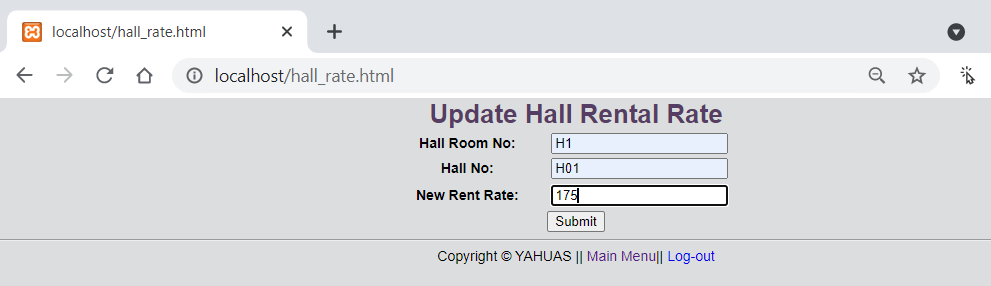 localhost/hall_rate.html
localhost/hall_rate.html
Update Hall Rental Rate
Hall Room No: H1
Hall No: H01
New Rent Rate: 175
Submit
Copyright © YAHUAS || Main Menu|| Log-out